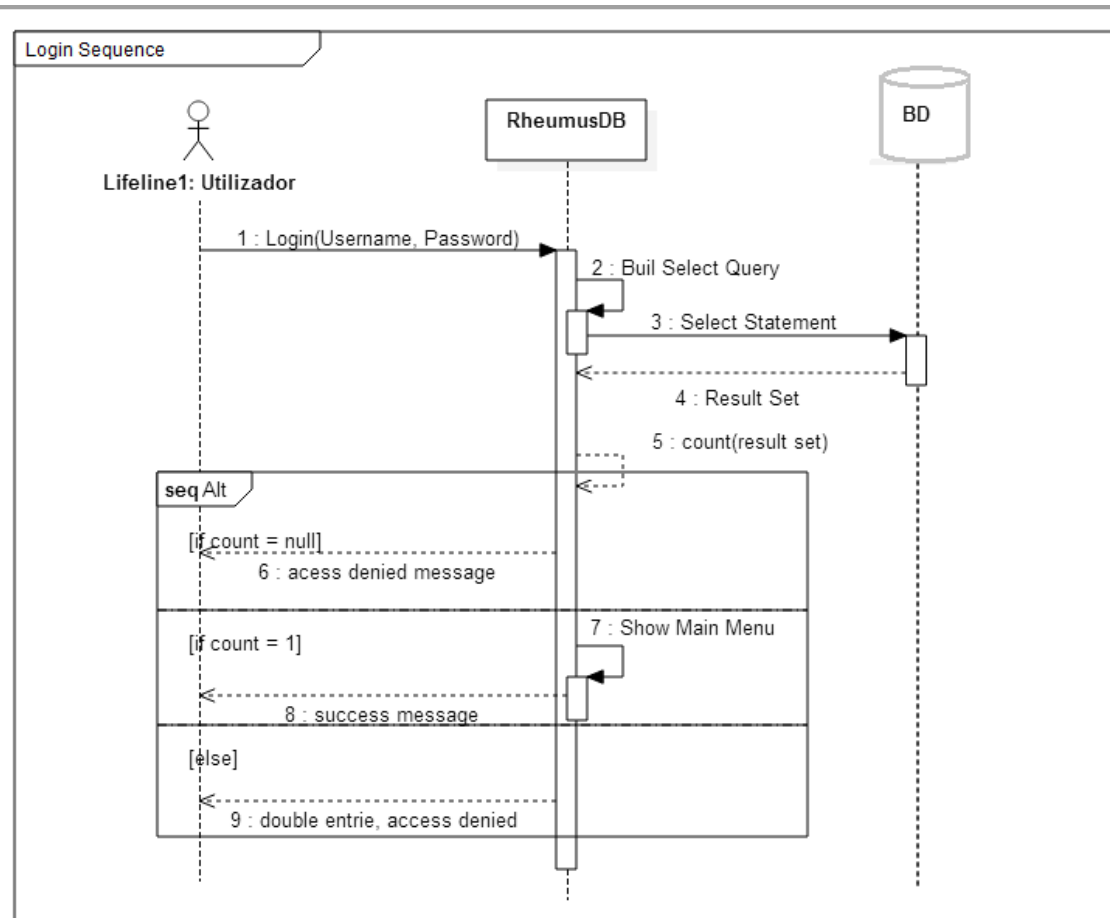 Login Sequence
RheumusDB
BD
Lifeline1: Utilizador
1 : Login(Username, Password)
2 : Buil Select Query
3 : Select Statement
4 : Result Set
5 : count(result set)
seq Alt
[if count = null]
6 : acess denied message
7 : Show Main Menu
[if count = 1]
8 : success message
[else]
9 : double entrie, access denied